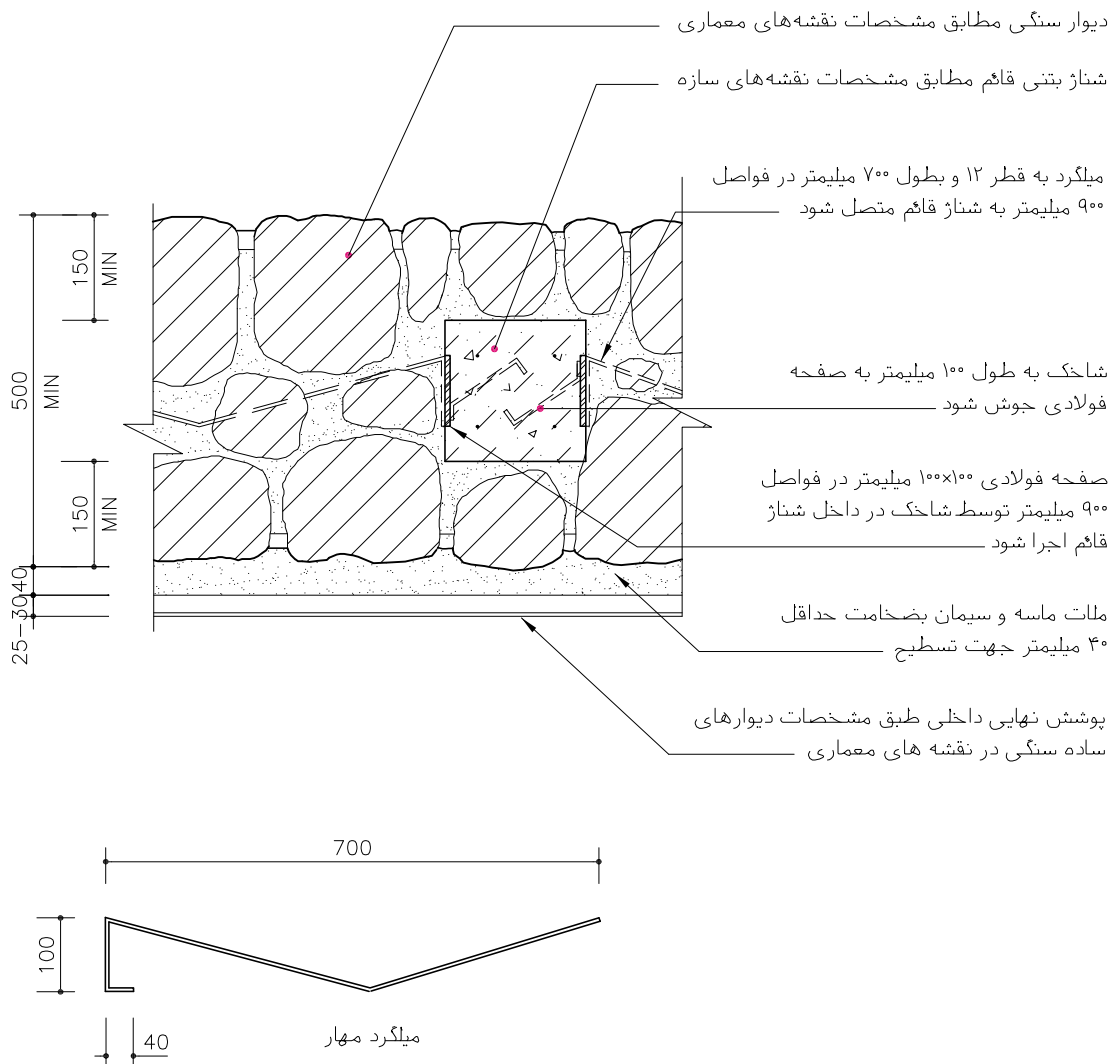 دیوار سنگی مطابق مشخصات نقشه‌های معماری
شناژ بتنی قائم مطابق مشخصات نقشه‌های سازه
میلگرد به قطر ۱۲ و بطول ۷۰۰ میلیمتر در فواصل
۹۰۰ میلیمتر به شناژ قائم متصل شود
شاخک به طول ۱۰۰ میلیمتر به صفحه
فولادی جوش شود
صفحه فولادی ۱۰۰×۱۰۰ میلیمتر در فواصل
۹۰۰ میلیمتر توسط شاخک در داخل شناژ
قائم اجرا شود
ملات ماسه و سیمان بضخامت حداقل
۴۰ میلیمتر جهت تسطیح
پوشش نهایی داخلی طبق مشخصات دیوارهای
ساده سنگی در نقشه های معماری
150
MIN
500
MIN
150
MIN
40
25-30
700
100
40
میلگرد مهار